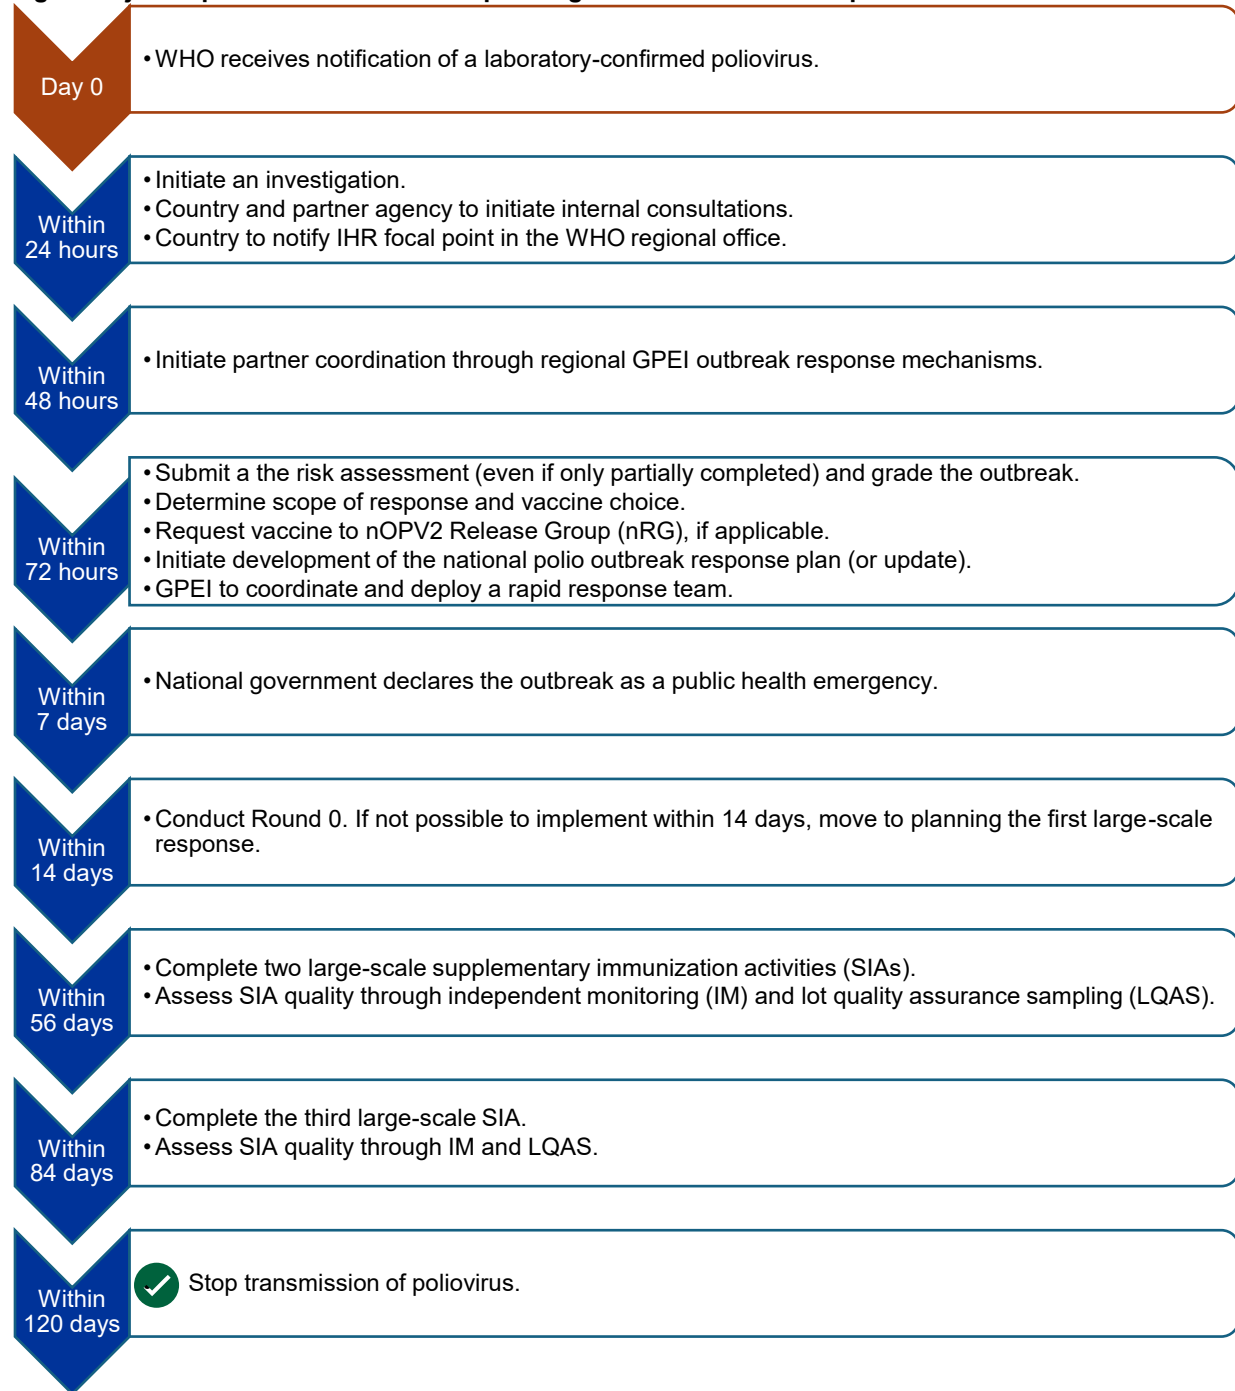 Day 0
• WHO receives notification of a laboratory-confirmed poliovirus.
Within
24 hours
• Initiate an investigation.
• Country and partner agency to initiate internal consultations.
• Country to notify IHR focal point in the WHO regional office.
Within
48 hours
• Initiate partner coordination through regional GPEI outbreak response mechanisms.
Within
72 hours
• Submit a the risk assessment (even if only partially completed) and grade the outbreak.
• Determine scope of response and vaccine choice.
• Request vaccine to nOPV2 Release Group (nRG), if applicable.
• Initiate development of the national polio outbreak response plan (or update).
• GPEI to coordinate and deploy a rapid response team.
Within
7 days
• National government declares the outbreak as a public health emergency.
Within
14 days
• Conduct Round 0. If not possible to implement within 14 days, move to planning the first large-scale
response.
Within
56 days
• Complete two large-scale supplementary immunization activities (SIAs).
• Assess SIA quality through independent monitoring (IM) and lot quality assurance sampling (LQAS).
Within
84 days
• Complete the third large-scale SIA.
• Assess SIA quality through IM and LQAS.
Within
120 days
Stop transmission of poliovirus.